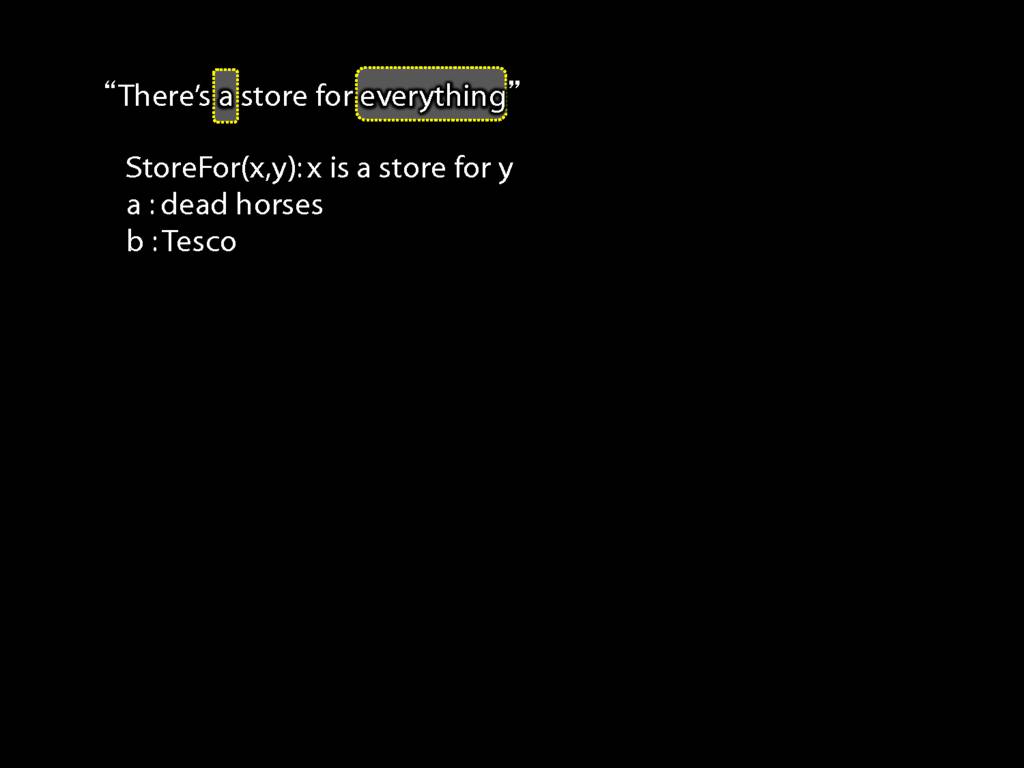 “There’s a store for everything”
StoreFor(x,y): x is a store for y
a : dead horses
b : Tesco